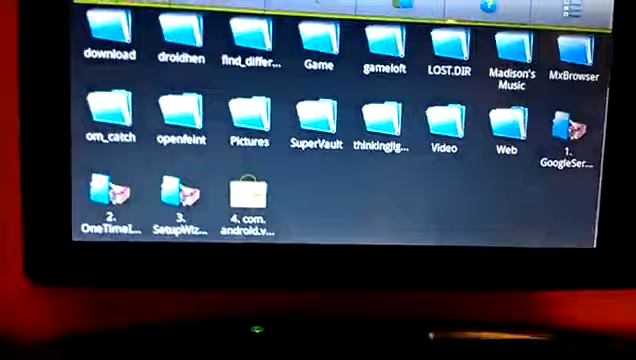 download droidhen find_differ... Game gameloft LOST.DIR Madison's MxBrowser
Music
om_catch openfeint Pictures SuperVault thinking... Video Web 1.
GoogleSer...
2. 3. 4. com.
OneTimeI... SetupWiz... android.v...